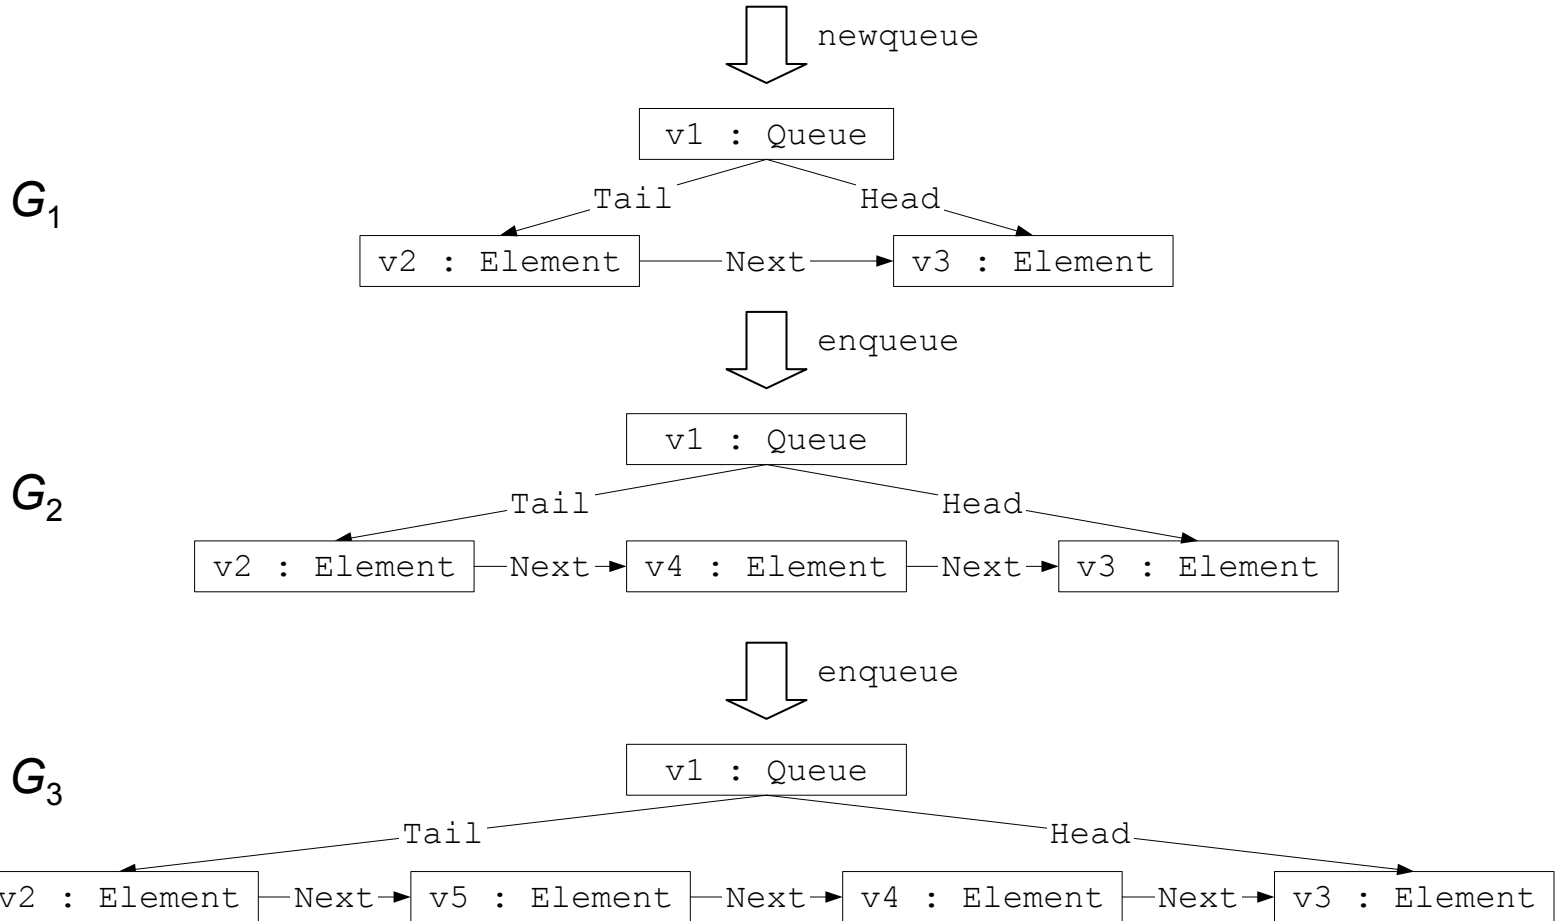 newqueue
v1 : Queue
G1
Tail Head
v2 : Element Next v3 : Element
enqueue
v1 : Queue
G2
Tail Head
v2 : Element Next v4 : Element Next v3 : Element
enqueue
v1 : Queue
G3
Tail Head
v2 : Element Next v5 : Element Next v4 : Element Next v3 : Element